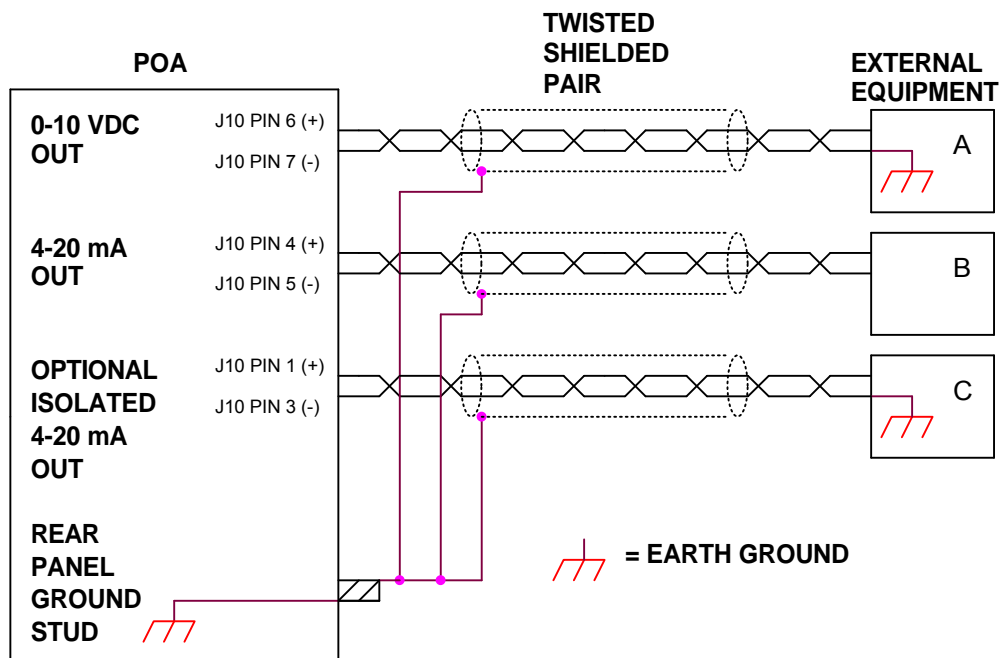 POA
TWISTED
SHIELDED
PAIR
EXTERNAL
EQUIPMENT
0-10 VDC
OUT
J10 PIN 6 (+)
J10 PIN 7 (-)
A
4-20 mA
OUT
J10 PIN 4 (+)
J10 PIN 5 (-)
B
OPTIONAL
ISOLATED
4-20 mA
OUT
J10 PIN 1 (+)
J10 PIN 3 (-)
C
REAR
PANEL
GROUND
STUD
= EARTH GROUND